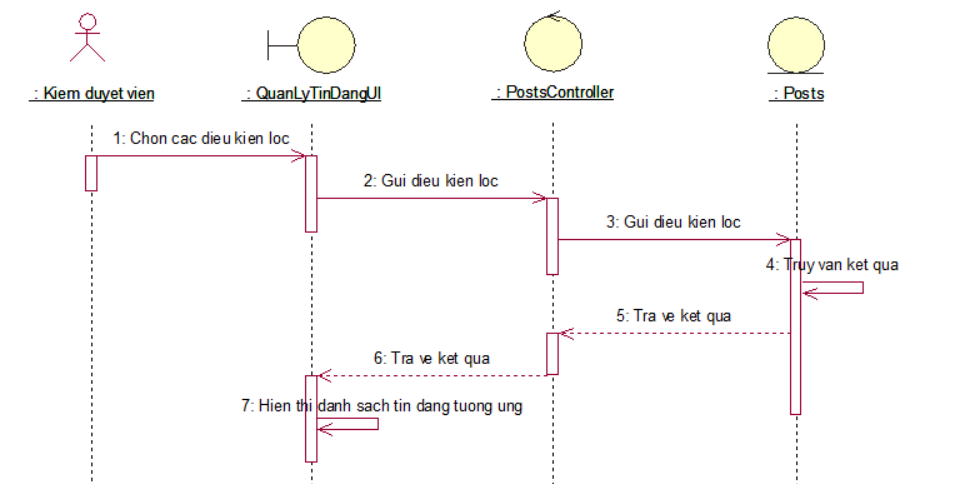 : Kiem duyet vien
: QuanLyTinDangUI
: PostsController
: Posts
1: Chon cac dieu kien loc
2: Gui dieu kien loc
3: Gui dieu kien loc
4: Truy van ket qua
5: Tra ve ket qua
6: Tra ve ket qua
7: Hien thi danh sach tin dang tuong ung